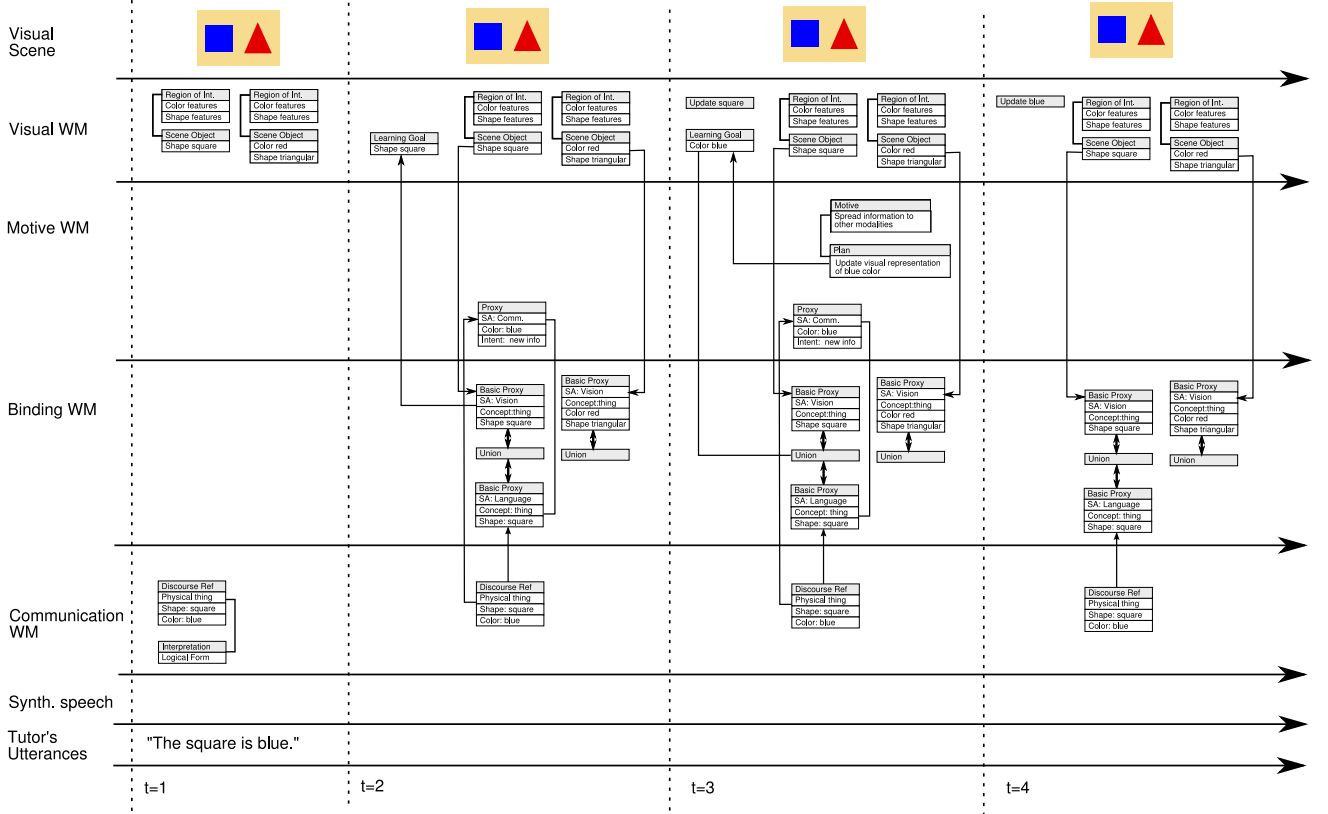 Visual
Scene
Visual WM
Region of Int.
Color features
Shape features
Scene Object
Shape square
Region of Int.
Color features
Shape features
Scene Object
Color red
Shape triangular
Learning Goal
Shape square
Region of Int.
Color features
Shape features
Scene Object
Shape square
Region of Int.
Color features
Shape features
Scene Object
Color red
Shape triangular
Update square
Learning Goal
Color blue
Region of Int.
Color features
Shape features
Scene Object
Shape square
Region of Int.
Color features
Shape features
Scene Object
Color red
Shape triangular
Update blue
Region of Int.
Color features
Shape features
Scene Object
Shape square
Region of Int.
Color features
Shape features
Scene Object
Color red
Shape triangular
Motive WM
Motive
Spread information to
other modalities
Plan
Update visual representation
of blue color
Proxy
SA: Comm.
Color: blue
Intent: new info
Proxy
SA: Comm.
Color: blue
Intent: new info
Binding WM
Basic Proxy
SA: Vision
Concept:thing
Shape square
Union
Basic Proxy
SA: Language
Concept: thing
Shape: square
Basic Proxy
SA: Vision
Concept:thing
Color red
Shape triangular
Union
Basic Proxy
SA: Vision
Concept:thing
Shape square
Union
Basic Proxy
SA: Language
Concept: thing
Shape: square
Basic Proxy
SA: Vision
Concept:thing
Color red
Shape triangular
Union
Basic Proxy
SA: Vision
Concept:thing
Shape square
Union
Basic Proxy
SA: Language
Concept: thing
Shape: square
Basic Proxy
SA: Vision
Concept:thing
Color red
Shape triangular
Union
Communication
WM
Discourse Ref
Physical thing
Shape: square
Color: blue
Interpretation
Logical Form
Discourse Ref
Physical thing
Shape: square
Color: blue
Discourse Ref
Physical thing
Shape: square
Color: blue
Discourse Ref
Physical thing
Shape: square
Color: blue
Synth. speech
Tutor's
Utterances
"The square is blue."
t=1
t=2
t=3
t=4